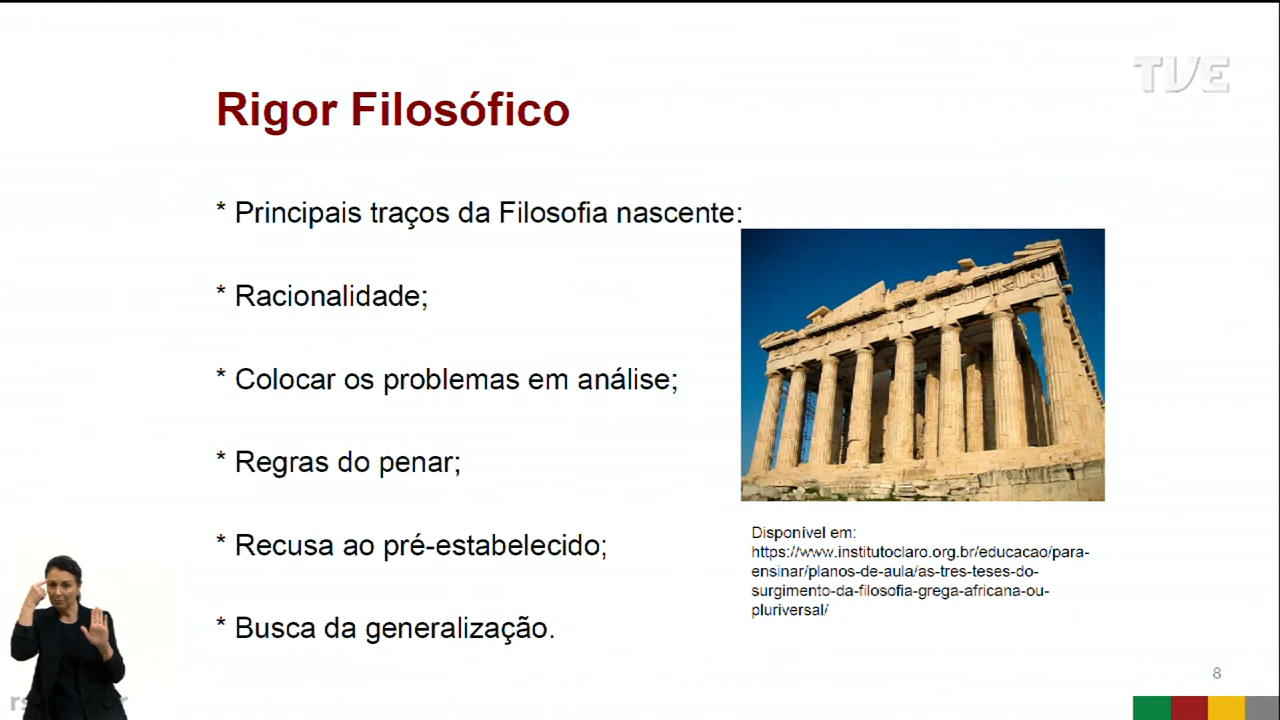 TVE
Rigor Filosófico
* Principais traços da Filosofia nascente:
* Racionalidade;
* Colocar os problemas em análise;
* Regras do penar;
* Recusa ao pré-estabelecido;
* Busca da generalização.
Disponível em:
https://www.institutoclaro.org.br/educacao/para-
ensinar/planos-de-aula/as-tres-teses-do-
surgimento-da-filosofia-grega-africana-ou-
pluriversal/
8